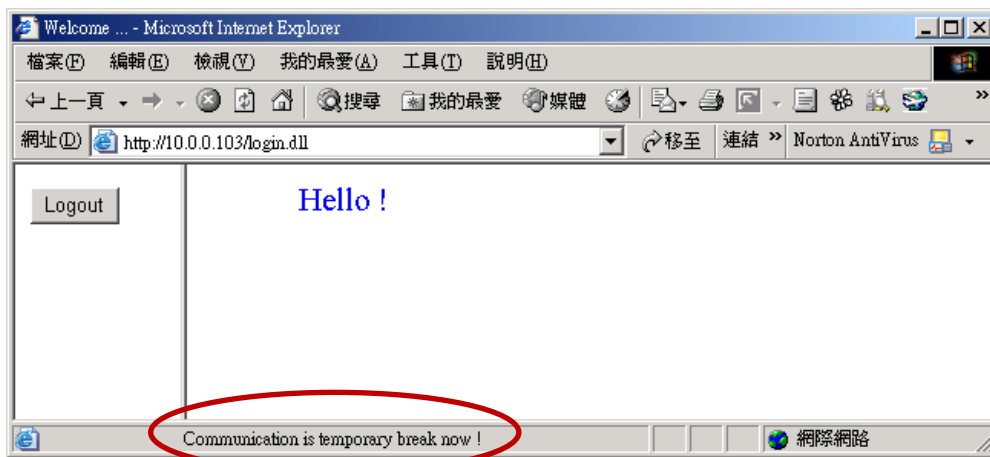 Welcome ... - Microsoft Internet Explorer
檔案(F) 編輯(E) 檢視(V) 我的最愛(A) 工具(T) 說明(H)
上一頁 搜尋 我的最愛 媒體 »
網址(D) http://10.0.0.103/login.dll 移至 連結 » Norton AntiVirus
Logout
Hello !
Communication is temporary break now !
網際網路